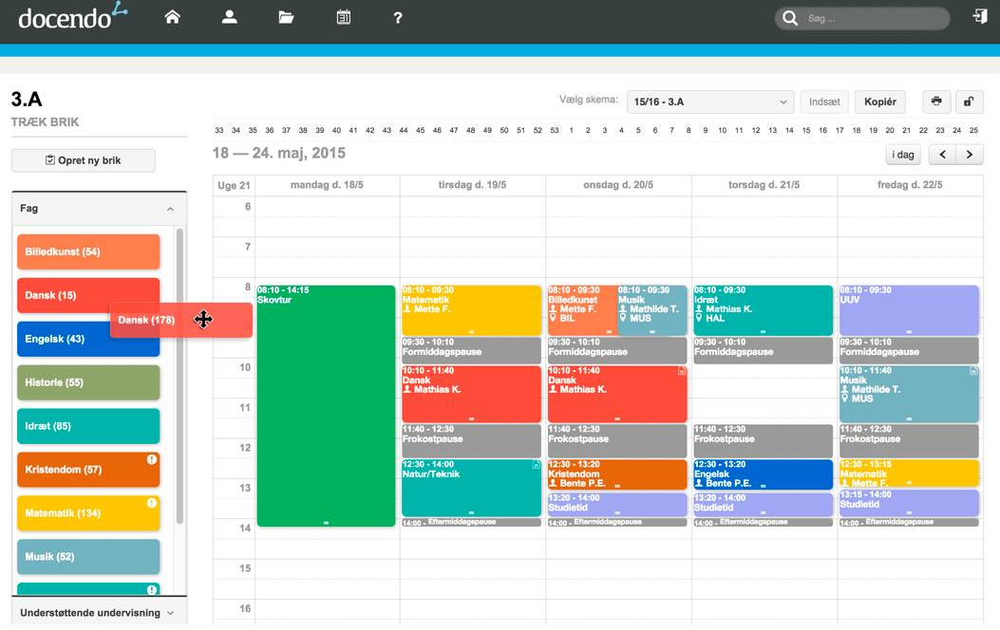 docendo
?
Søg ...
3.A
TRÆK BRIK
Vælg skema:
15/16 - 3.A
Indsæt
Kopiér
33 34 35 36 37 38 39 40 41 42 43 44 45 46 47 48 49 50 51 52 53 1 2 3 4 5 6 7 8 9 10 11 12 13 14 15 16 17 18 19 20 21 22 23 24 25
Opret ny brik
18 — 24. maj, 2015
i dag
Fag
Billedkunst (54)
Dansk (15)
Dansk (178)
Engelsk (43)
Historie (55)
Idræt (85)
Kristendom (57)
Matematik (134)
Musik (52)
Understøttende undervisning
Uge 21
mandag d. 18/5
tirsdag d. 19/5
onsdag d. 20/5
torsdag d. 21/5
fredag d. 22/5
6
7
8
10
11
12
13
14
15
16
08:10 - 14:15
Skovtur
08:10 - 09:30
Matematik
Mette F.
09:30 - 10:10
Formiddagspause
10:10 - 11:40
Dansk
Mathias K.
11:40 - 12:30
Frokostpause
12:30 - 14:00
Natur/Teknik
14:00 - Eftermiddagspause
08:10 - 09:30
Billedkunst
Mette F.
BIL
08:10 - 09:30
Musik
Mathilde T.
MUS
09:30 - 10:10
Formiddagspause
10:10 - 11:40
Dansk
Mathias K.
11:40 - 12:30
Frokostpause
12:30 - 13:20
Kristendom
Bente P.E.
13:20 - 14:00
Studietid
14:00 - Eftermiddagspause
08:10 - 09:30
Idræt
Mathias K.
HAL
09:30 - 10:10
Formiddagspause
11:40 - 12:30
Frokostpause
12:30 - 13:20
Engelsk
Bente P.E.
13:20 - 14:00
Studietid
14:00 - Eftermiddagspause
08:10 - 09:30
UUV
09:30 - 10:10
Formiddagspause
10:10 - 11:40
Musik
Mathilde T.
MUS
11:40 - 12:30
Frokostpause
12:30 - 13:15
Matematik
Mette F.
13:15 - 14:00
Studietid
14:00 - Eftermiddagspause